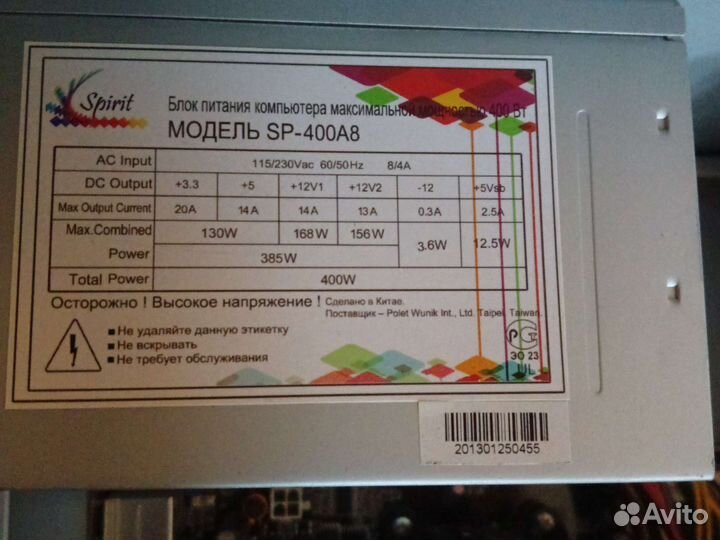 Spirit
Блок питания компьютера максимальной мощностью 400 Вт
МОДЕЛЬ SP-400A8
AC Input 115/230Vac 60/50Hz 8/4A
DC Output +3.3 +5 +12V1 +12V2 -12 +5Vsb
Max Output Current 20A 14A 14A 13A 0.3A 2.5A
Max.Combined 130W 168W 156W
Power 385W 3.6W 12.5W
Total Power 400W
Осторожно ! Высокое напряжение ! Сделано в Китае.
Поставщик – Polet Wunik Int., Ltd. Taipei, Taiwan.
Не удаляйте данную этикетку
Не вскрывать
Не требует обслуживания
РСТ
ЭО 23
UL
201301250455
Avito